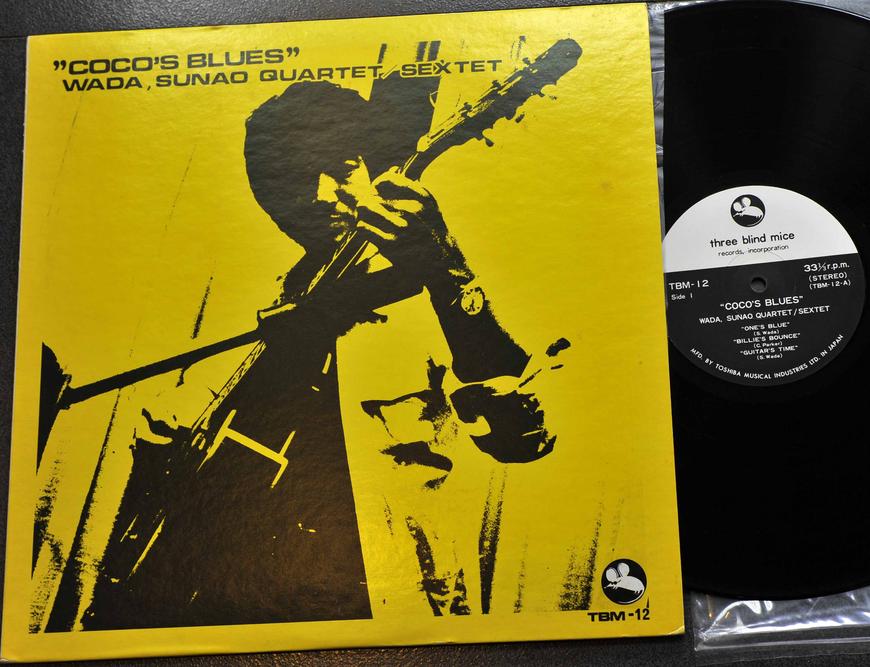 ”COCO'S BLUES”
WADA, SUNAO QUARTET/SEXTET
TBM-12
three blind mice
records, incorporation
TBM-12
Side 1
33⅓ r.p.m.
(STEREO)
(TBM-12-A)
“COCO'S BLUES”
WADA, SUNAO QUARTET/SEXTET
“ONE'S BLUE”
(S. Wada)
“BILLIE'S BOUNCE”
(C. Parker)
“GUITAR'S TIME”
(S. Wada)
MFD. BY TOSHIBA MUSICAL INDUSTRIES LTD. IN JAPAN